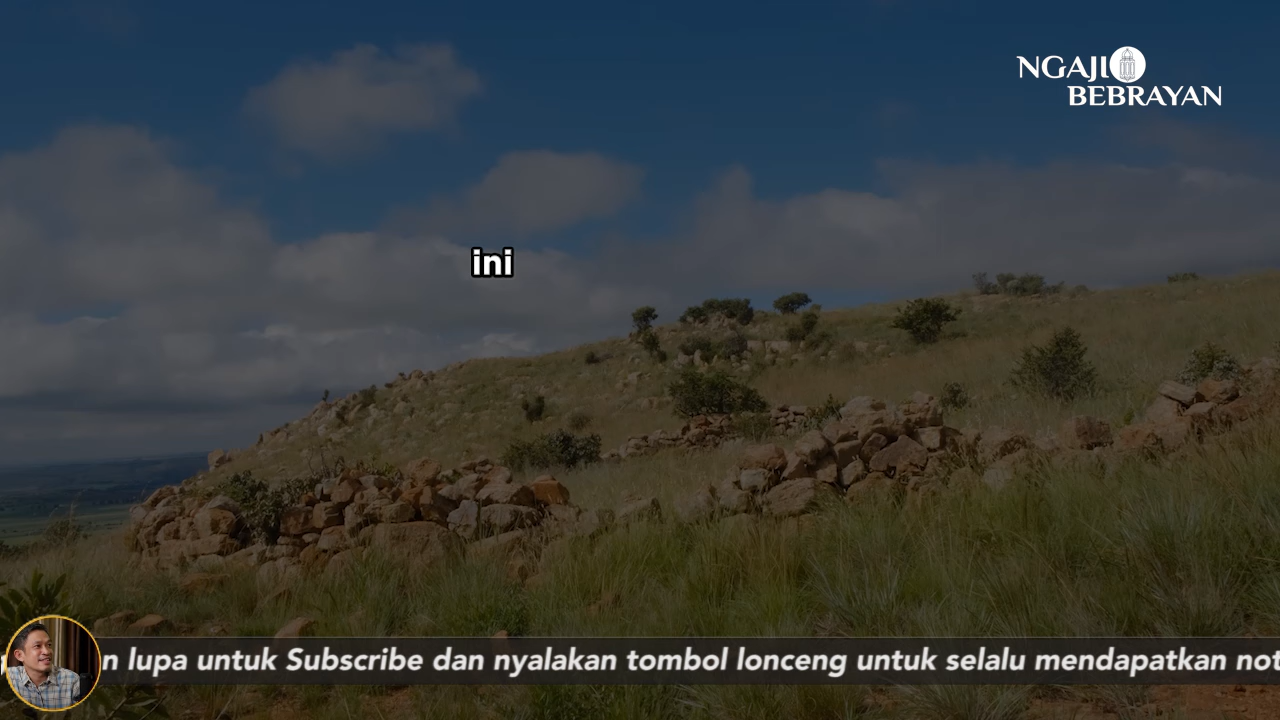 NGAJI
BEBRAYAN
ini
n lupa untuk Subscribe dan nyalakan tombol lonceng untuk selalu mendapatkan not